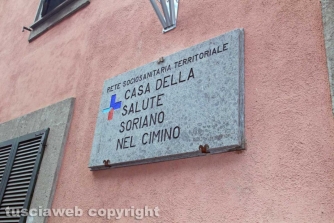 RETE SOCIOSANITARIA TERRITORIALE
CASA DELLA
SALUTE
SORIANO
NEL CIMINO
tusciaweb copyright